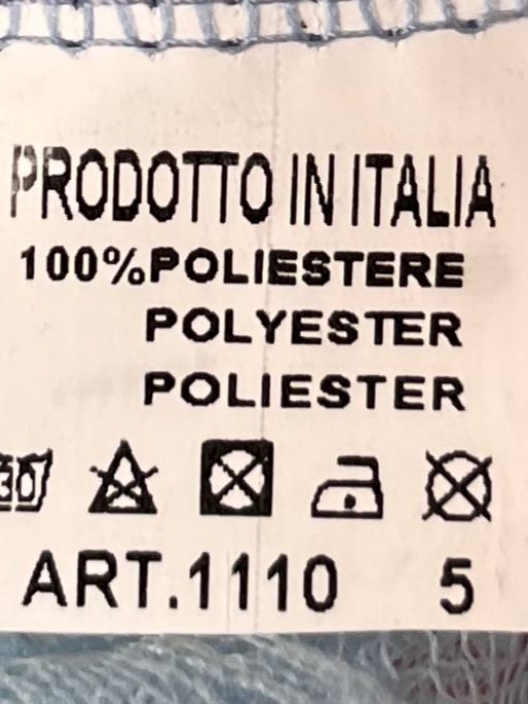 PRODOTTO IN ITALIA
100%POLIESTERE
POLYESTER
POLIESTER
30
ART.1110 5